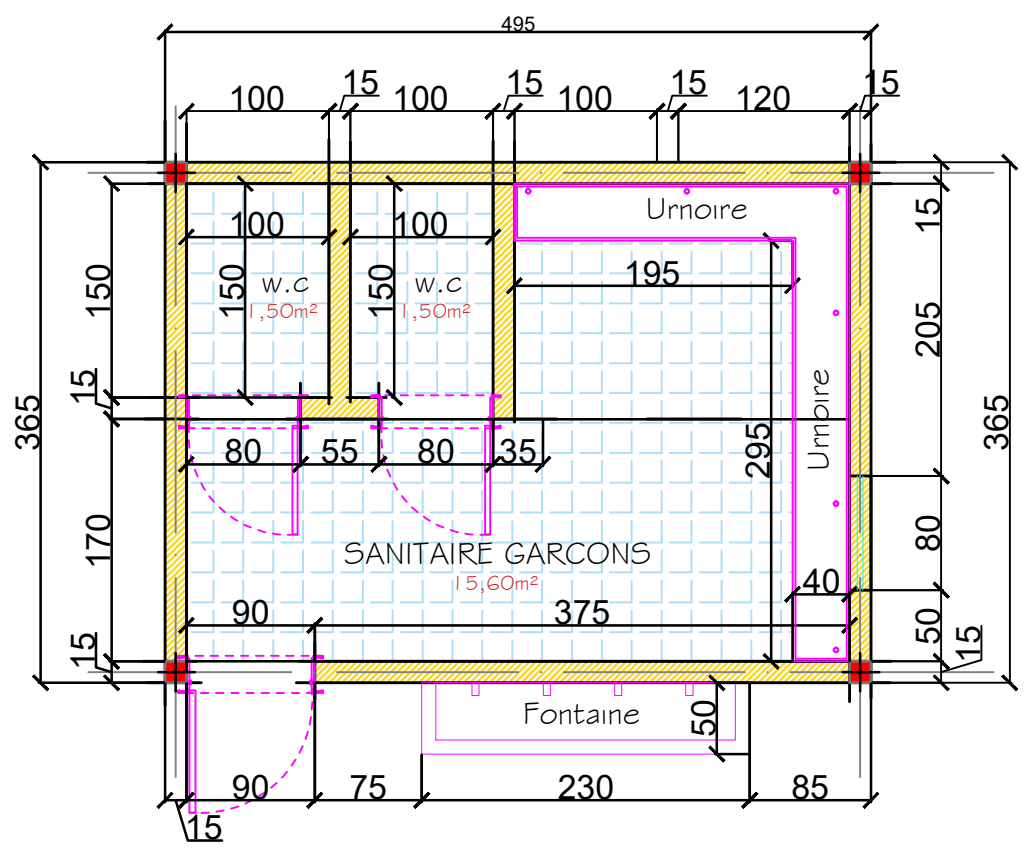 495
100 15 100 15 100 15 120 15
Urnoire
15
100 100
150 150 150
195
w.c w.c
1,50m² 1,50m²
205
15
365 365
Urnoire
80 55 80 35
295
170
SANITAIRE GARCONS
15,60m²
80
40
90 375
50
15 15
Fontaine
50
90 75 230 85
15